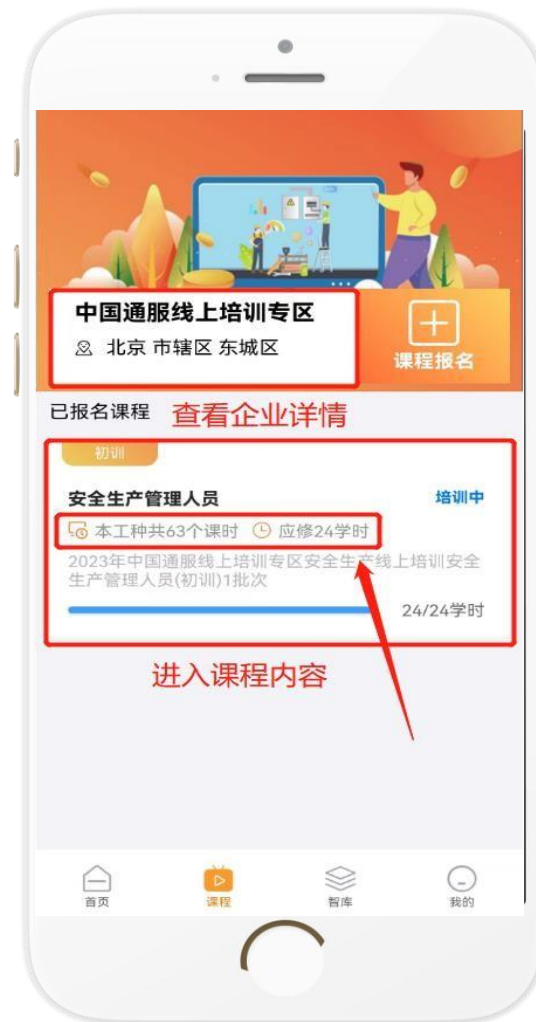 中国通服线上培训专区
北京 市辖区 东城区
课程报名
已报名课程
查看企业详情
初训
安全生产管理人员
培训中
本工种共63个课时
应修24学时
2023年中国通服线上培训专区安全生产线上培训安全
生产管理人员(初训)1批次
24/24学时
进入课程内容
首页
课程
智库
我的